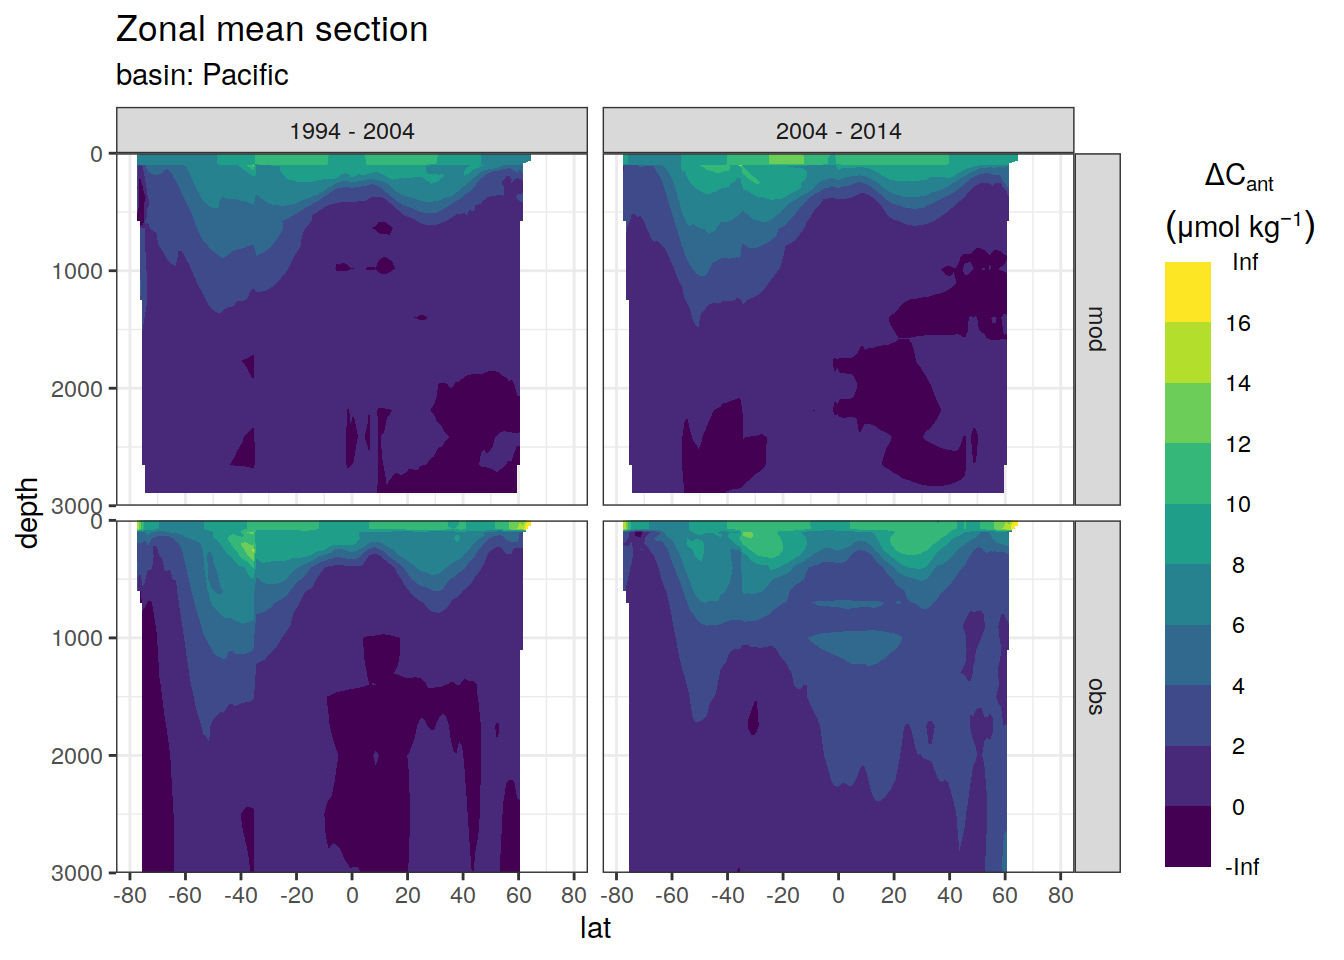 Zonal mean section
basin: Pacific
1994 - 2004
2004 - 2014
0
1000
2000
3000
mod
0
1000
2000
3000
obs
depth
-80 -60 -40 -20 0 20 40 60 80
-80 -60 -40 -20 0 20 40 60 80
lat
ΔCant
(μmol kg⁻¹)
Inf
16
14
12
10
8
6
4
2
0
-Inf